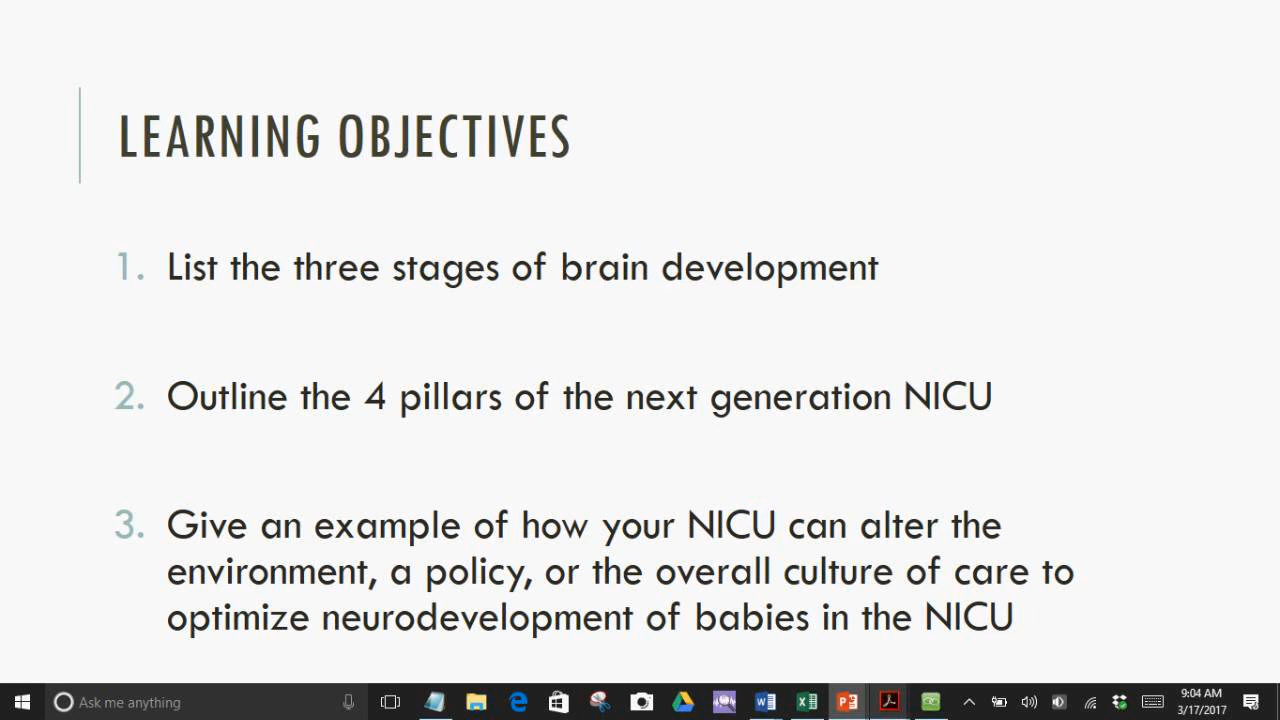 LEARNING OBJECTIVES
1. List the three stages of brain development
2. Outline the 4 pillars of the next generation NICU
3. Give an example of how your NICU can alter the
environment, a policy, or the overall culture of care to
optimize neurodevelopment of babies in the NICU
Ask me anything
9:04 AM
3/17/2017